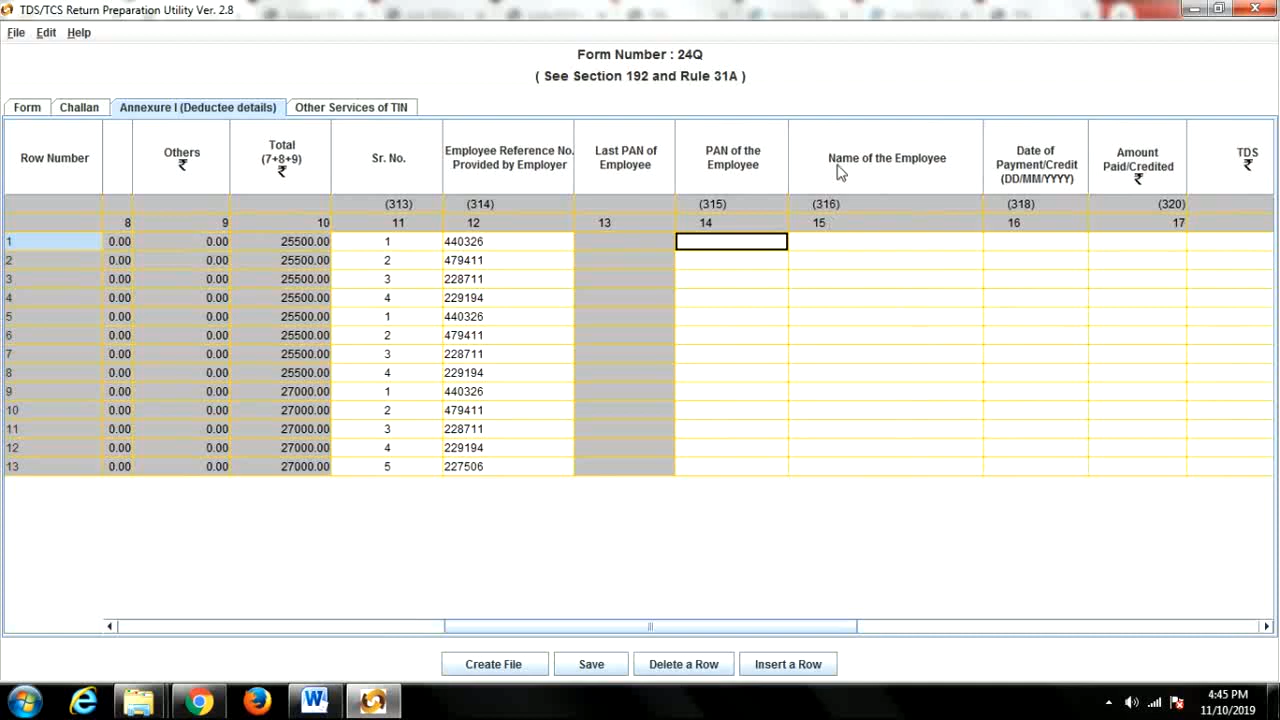 TDS/TCS Return Preparation Utility Ver. 2.8
File Edit Help
Form Number : 24Q
( See Section 192 and Rule 31A )
Form Challan Annexure I (Deductee details) Other Services of TIN
Row Number Others ₹ Total (7+8+9) ₹ Sr. No. Employee Reference No. Provided by Employer Last PAN of Employee PAN of the Employee Name of the Employee Date of Payment/Credit (DD/MM/YYYY) Amount Paid/Credited ₹ TDS ₹
(313) (314) (315) (316) (318) (320)
8 9 10 11 12 13 14 15 16 17
1 0.00 0.00 25500.00 1 440326
2 0.00 0.00 25500.00 2 479411
3 0.00 0.00 25500.00 3 228711
4 0.00 0.00 25500.00 4 229194
5 0.00 0.00 25500.00 1 440326
6 0.00 0.00 25500.00 2 479411
7 0.00 0.00 25500.00 3 228711
8 0.00 0.00 25500.00 4 229194
9 0.00 0.00 27000.00 1 440326
10 0.00 0.00 27000.00 2 479411
11 0.00 0.00 27000.00 3 228711
12 0.00 0.00 27000.00 4 229194
13 0.00 0.00 27000.00 5 227506
Create File Save Delete a Row Insert a Row
4:45 PM
11/10/2019